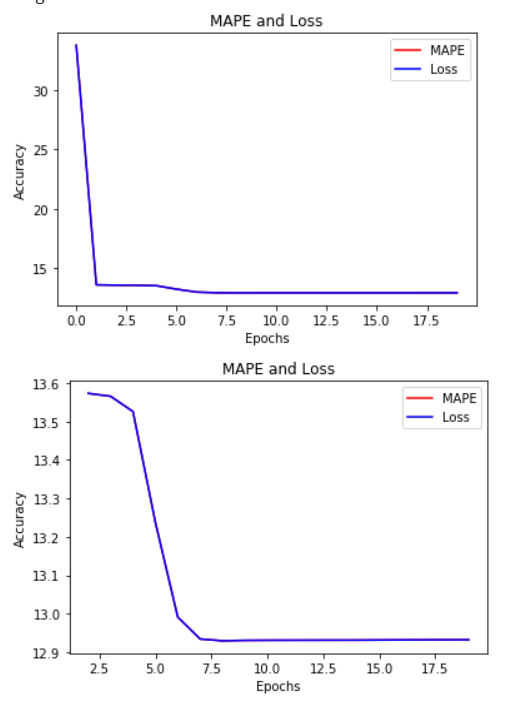 MAPE and Loss
MAPE
Loss
30
25
20
15
Accuracy
0.0 2.5 5.0 7.5 10.0 12.5 15.0 17.5
Epochs
MAPE and Loss
MAPE
Loss
13.6
13.5
13.4
13.3
13.2
13.1
13.0
12.9
Accuracy
2.5 5.0 7.5 10.0 12.5 15.0 17.5
Epochs